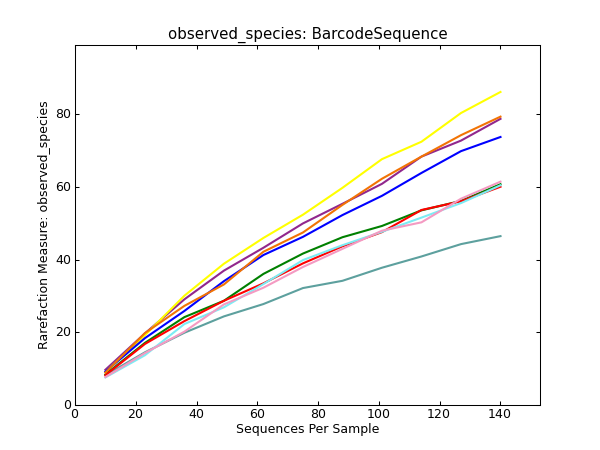 observed_species: BarcodeSequence
Rarefaction Measure: observed_species
80
60
40
20
0
0 20 40 60 80 100 120 140
Sequences Per Sample